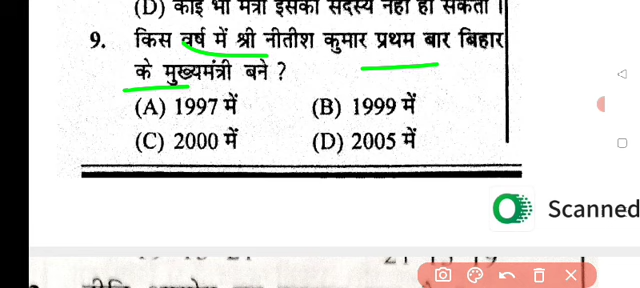 (D) कोई भी मंत्री इसका सदस्य नहीं हो सकता ।
9. किस वर्ष में श्री नीतीश कुमार प्रथम बार बिहार
के मुख्यमंत्री बने ?
(A) 1997 में (B) 1999 में
(C) 2000 में (D) 2005 में
Scanned